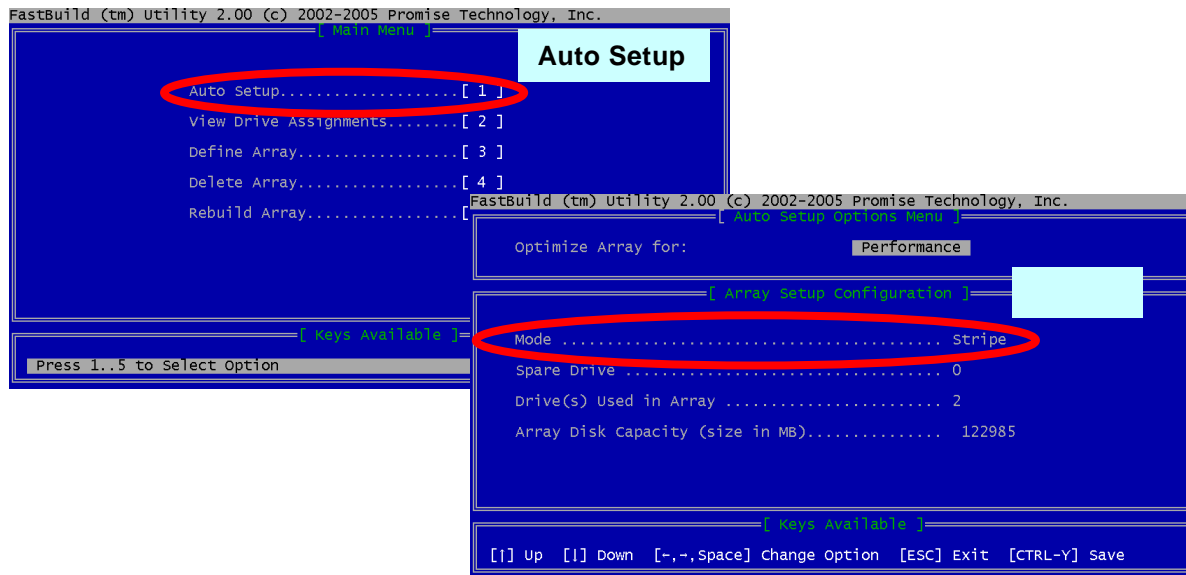 FastBuild (tm) Utility 2.00 (c) 2002-2005 Promise Technology, Inc.
[ Main Menu ]
Auto Setup
Auto Setup....................[ 1 ]
View Drive Assignments........[ 2 ]
Define Array..................[ 3 ]
Delete Array..................[ 4 ]
Rebuild Array.................[
[ Keys Available ]
Press 1..5 to Select Option
FastBuild (tm) Utility 2.00 (c) 2002-2005 Promise Technology, Inc.
[ Auto Setup Options Menu ]
Optimize Array for: Performance
[ Array Setup Configuration ]
Mode .......................................... Stripe
Spare Drive ................................... 0
Drive(s) Used in Array ........................ 2
Array Disk Capacity (size in MB)............... 122985
[ Keys Available ]
[↑] Up [↓] Down [←,→,Space] Change Option [ESC] Exit [CTRL-Y] Save